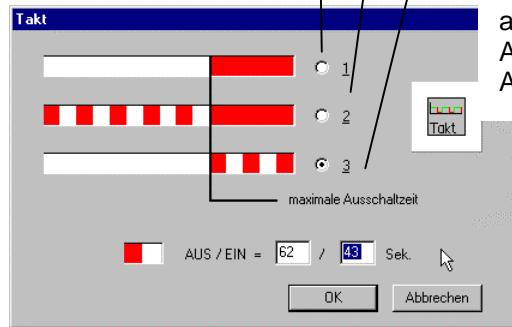 Takt
a
A
A
1
2
Takt
3
maximale Ausschaltzeit
AUS / EIN = 62 / 43 Sek.
OK Abbrechen